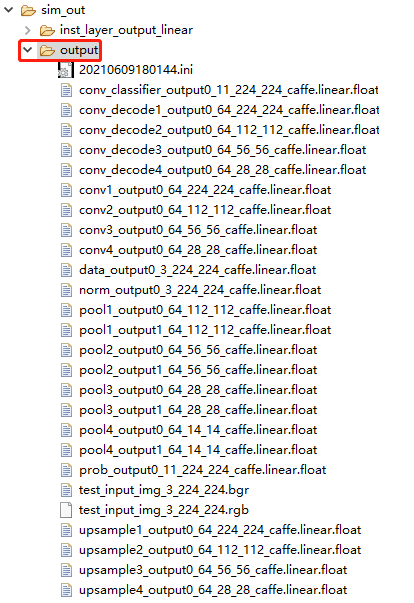 sim_out
inst_layer_output_linear
output
20210609180144.ini
conv_classifier_output0_11_224_224_caffe.linear.float
conv_decode1_output0_64_224_224_caffe.linear.float
conv_decode2_output0_64_112_112_caffe.linear.float
conv_decode3_output0_64_56_56_caffe.linear.float
conv_decode4_output0_64_28_28_caffe.linear.float
conv1_output0_64_224_224_caffe.linear.float
conv2_output0_64_112_112_caffe.linear.float
conv3_output0_64_56_56_caffe.linear.float
conv4_output0_64_28_28_caffe.linear.float
data_output0_3_224_224_caffe.linear.float
norm_output0_3_224_224_caffe.linear.float
pool1_output0_64_112_112_caffe.linear.float
pool1_output1_64_112_112_caffe.linear.float
pool2_output0_64_56_56_caffe.linear.float
pool2_output1_64_56_56_caffe.linear.float
pool3_output0_64_28_28_caffe.linear.float
pool3_output1_64_28_28_caffe.linear.float
pool4_output0_64_14_14_caffe.linear.float
pool4_output1_64_14_14_caffe.linear.float
prob_output0_11_224_224_caffe.linear.float
test_input_img_3_224_224.bgr
test_input_img_3_224_224.rgb
upsample1_output0_64_224_224_caffe.linear.float
upsample2_output0_64_112_112_caffe.linear.float
upsample3_output0_64_56_56_caffe.linear.float
upsample4_output0_64_28_28_caffe.linear.float